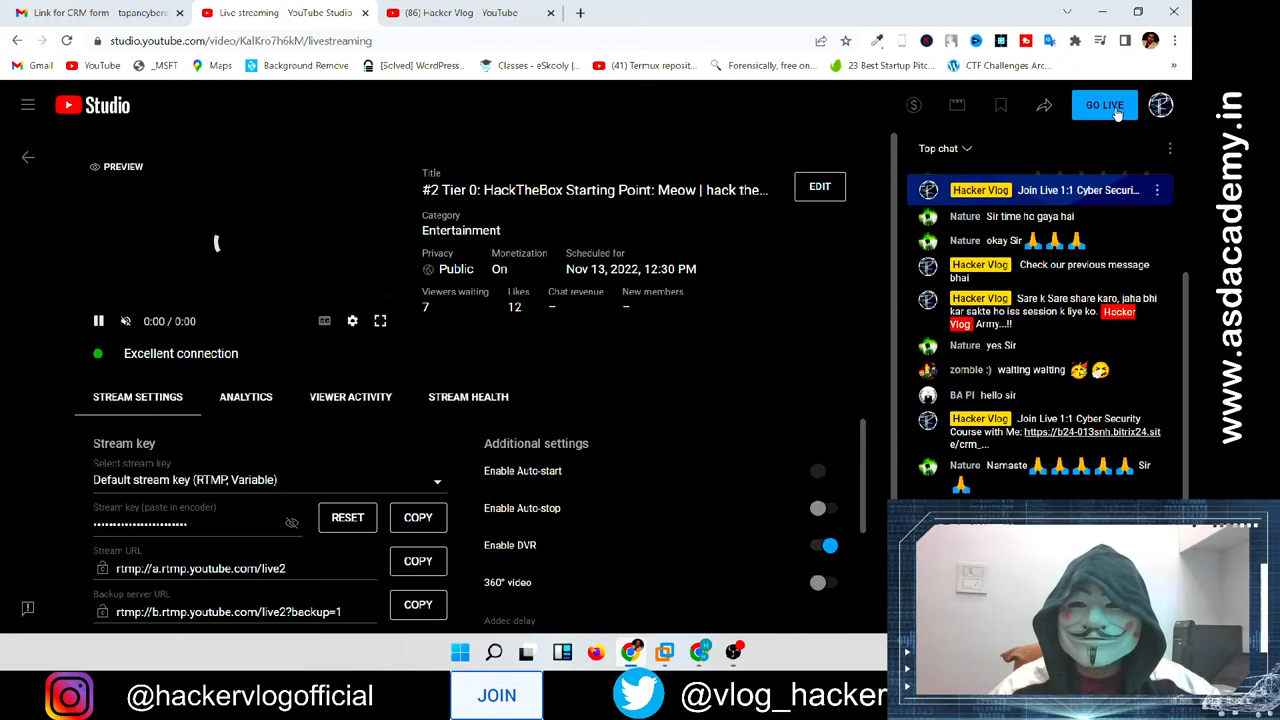 Link for CRM form - tapancybere
Live streaming - YouTube Studio
(86) Hacker Vlog - YouTube
studio.youtube.com/video/KalKro7h6kM/livestreaming
Gmail
YouTube
_MSFT
Maps
Background Remove
[Solved] WordPress...
Classes - eSkooly |...
(41) Termux reposit...
Forensically, free on...
23 Best Startup Pitc...
CTF Challenges Arc...
»
Studio
GO LIVE
PREVIEW
Title
#2 Tier 0: HackTheBox Starting Point: Meow | hack the...
EDIT
Category
Entertainment
Privacy
Monetization
Scheduled for
Public
On
Nov 13, 2022, 12:30 PM
Viewers waiting
Likes
Chat revenue
New members
7
12
–
–
0:00 / 0:00
Excellent connection
STREAM SETTINGS
ANALYTICS
VIEWER ACTIVITY
STREAM HEALTH
Stream key
Select stream key
Default stream key (RTMP, Variable)
Stream key (paste in encoder)
••••••••••••••••••••••••
RESET
COPY
Stream URL
rtmp://a.rtmp.youtube.com/live2
COPY
Backup server URL
rtmp://b.rtmp.youtube.com/live2?backup=1
COPY
Additional settings
Enable Auto-start
Enable Auto-stop
Enable DVR
360° video
Added delay
Top chat
Hacker Vlog Join Live 1:1 Cyber Securi...
Nature Sir time ho gaya hai
Nature okay Sir 🙏 🙏 🙏
Hacker Vlog Check our previous message
bhai
Hacker Vlog Sare k Sare share karo, jaha bhi
kar sakte ho iss session k liye ko. Hacker
Vlog Army...!!
Nature yes Sir
zombie :) waiting waiting 🥳 🤧
BA PI hello sir
Hacker Vlog Join Live 1:1 Cyber Security
Course with Me: https://b24-013snh.bitrix24.sit
e/crm_...
Nature Namaste 🙏 🙏 🙏 🙏 🙏 Sir
🙏
www.asdacademy.in
@hackervlogofficial
JOIN
@vlog_hacker